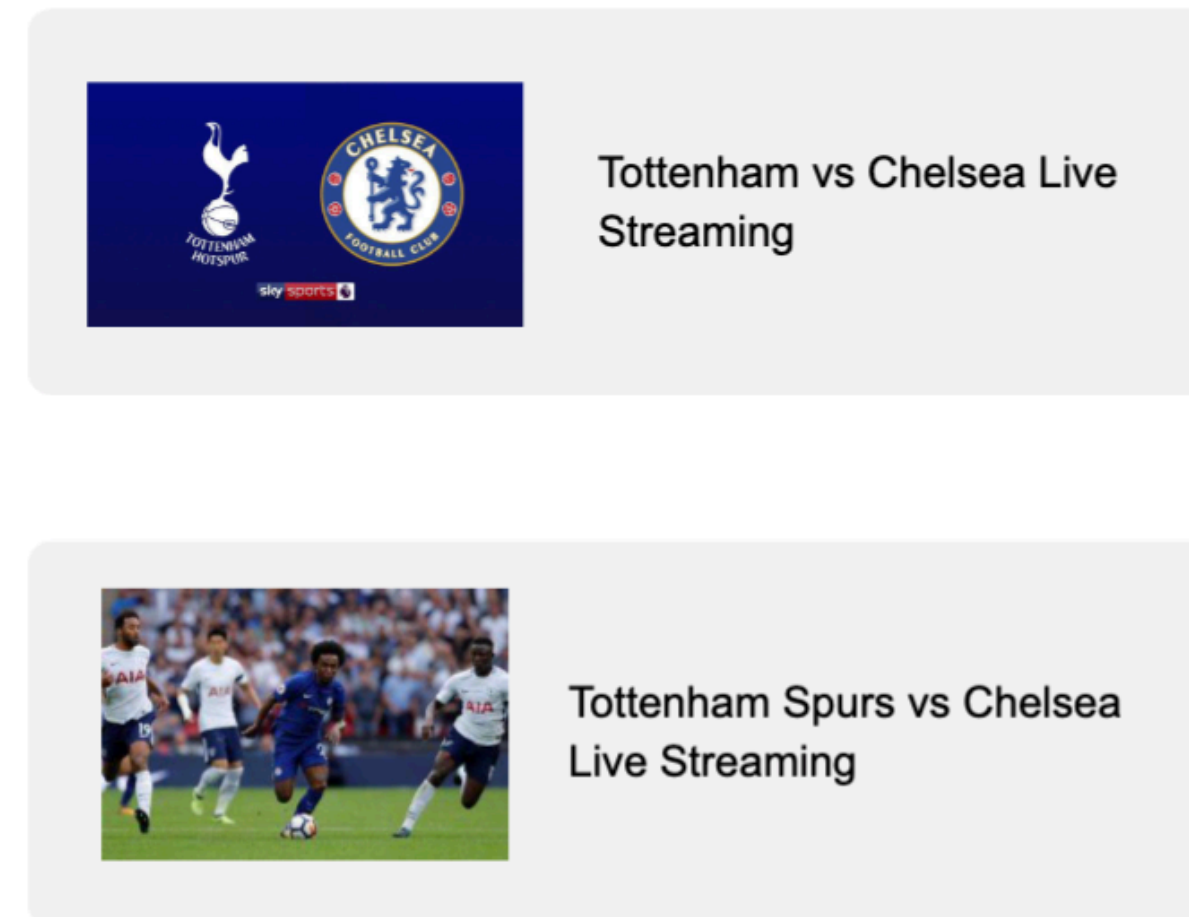 CHELSEA
FOOTBALL CLUB
TOTTENHAM
HOTSPUR
sky sports
Tottenham vs Chelsea Live
Streaming
AIA
AIA
AIA
19
Tottenham Spurs vs Chelsea
Live Streaming